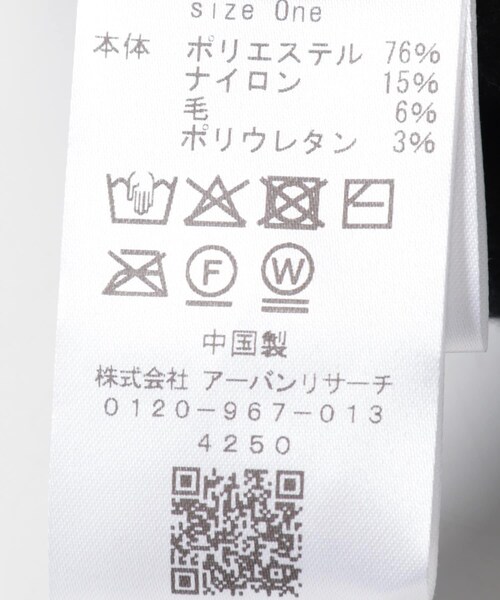 size One
本体 ポリエステル 76%
ナイロン 15%
毛 6%
ポリウレタン 3%
F W
中国製
株式会社 アーバンリサーチ
0120-967-013
4250